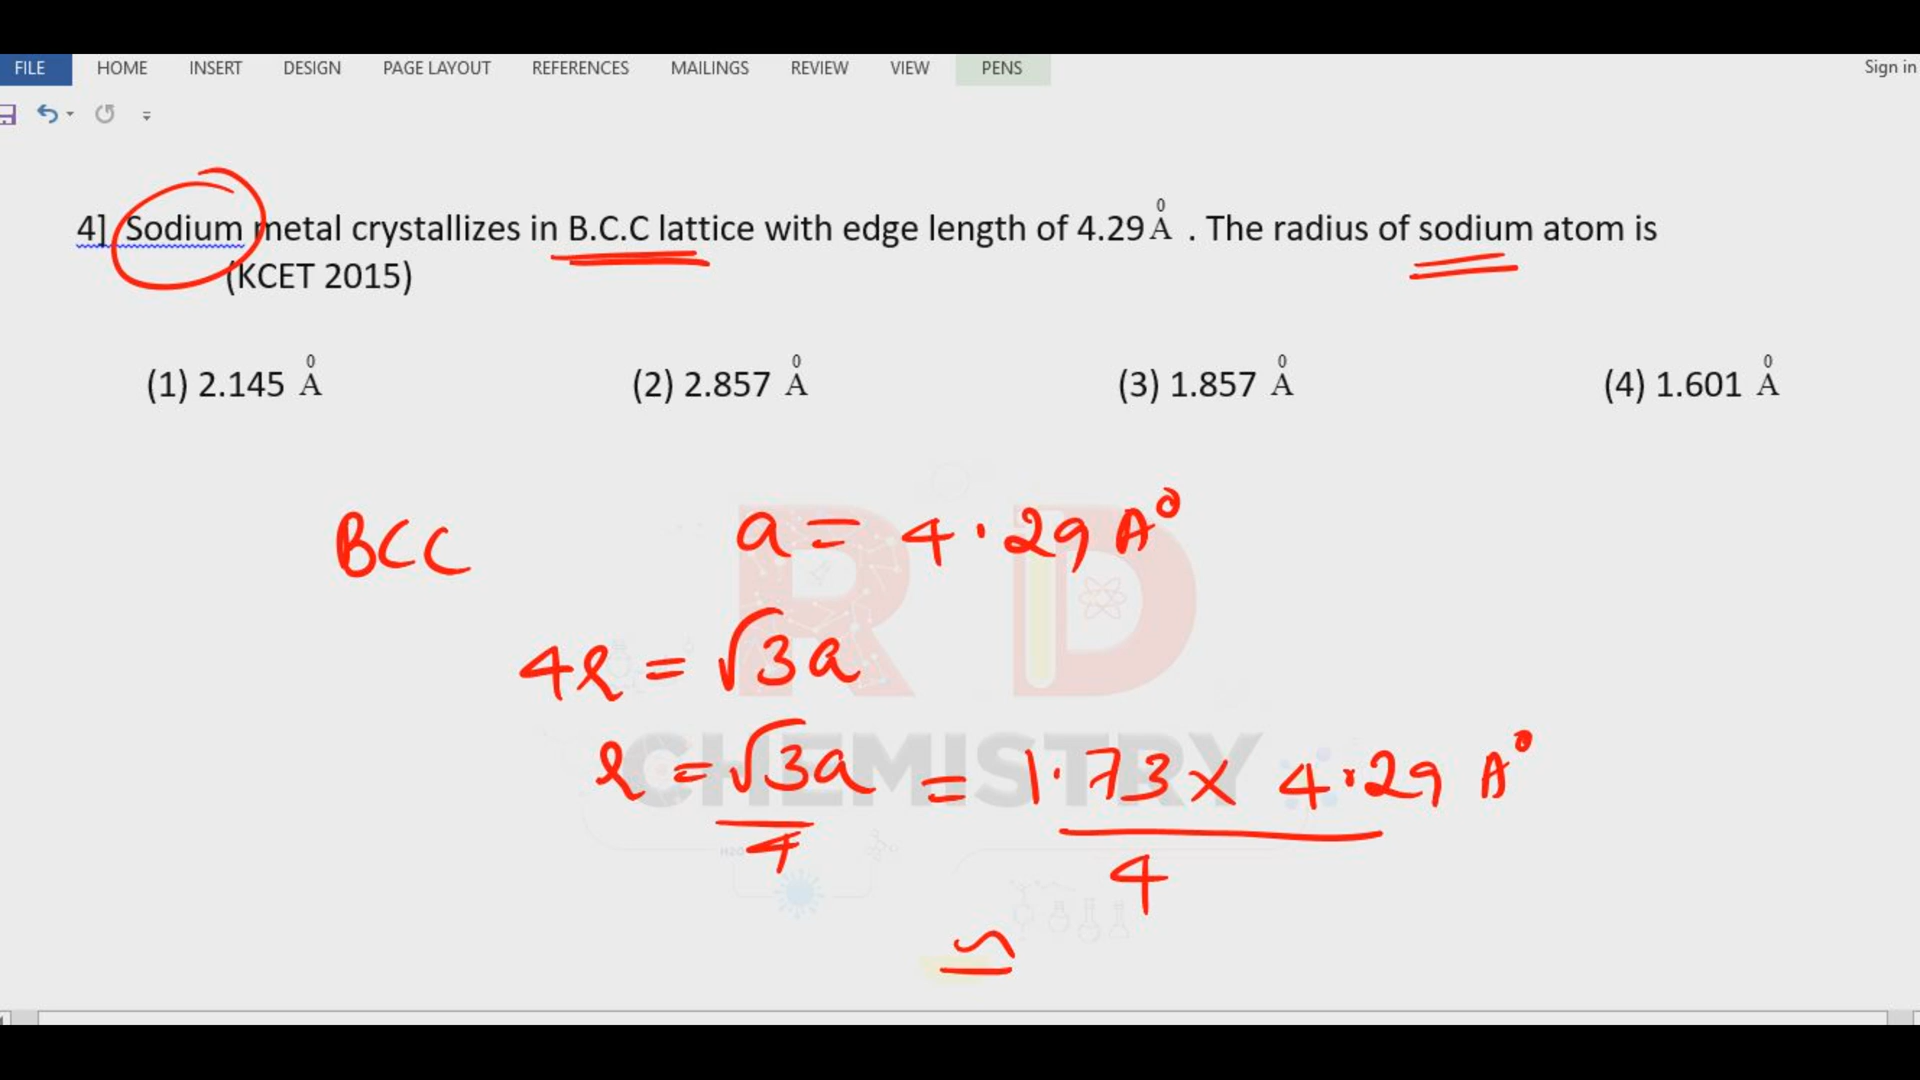 FILE HOME INSERT DESIGN PAGE LAYOUT REFERENCES MAILINGS REVIEW VIEW PENS Sign in
4] Sodium metal crystallizes in B.C.C lattice with edge length of 4.29 Å . The radius of sodium atom is
(KCET 2015)
(1) 2.145 Å (2) 2.857 Å (3) 1.857 Å (4) 1.601 Å
BCC a = 4.29 A°
4r = √3a
r = √3a/4 = 1.73 × 4.29 A°/4
≃
RD
CHEMISTRY